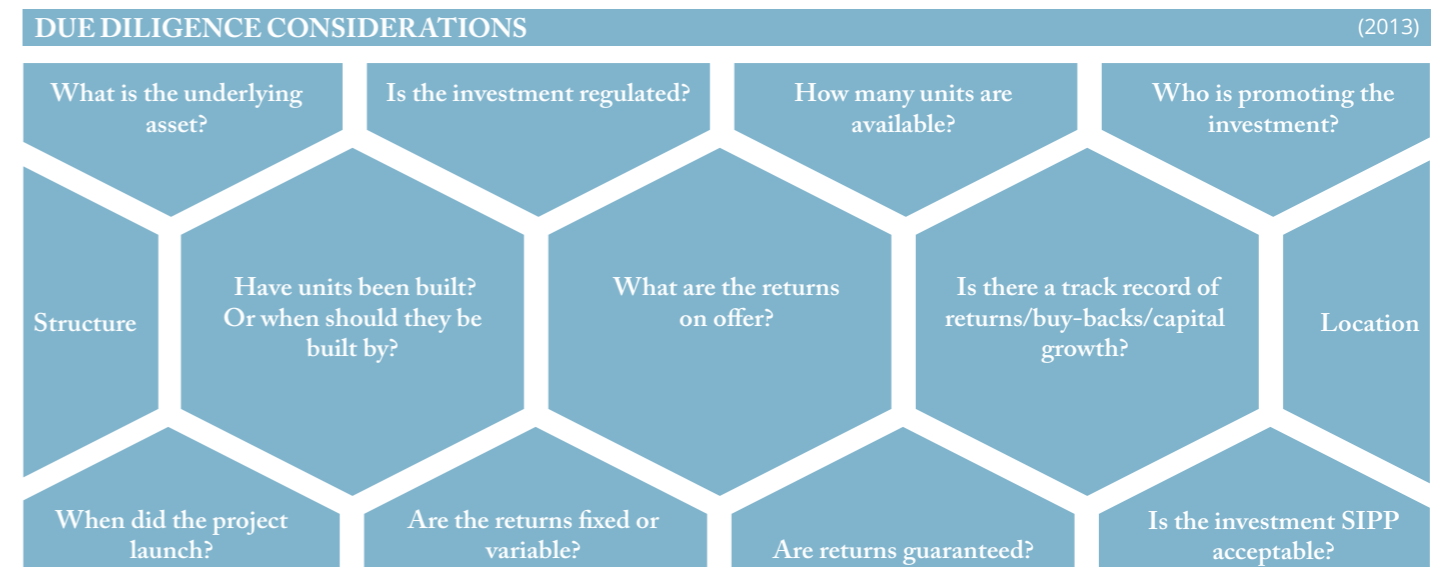 DUE DILIGENCE CONSIDERATIONS
(2013)
What is the underlying
asset?
Is the investment regulated?
How many units are
available?
Who is promoting the
investment?
Structure
Have units been built?
Or when should they be
built by?
What are the returns
on offer?
Is there a track record of
returns/buy-backs/capital
growth?
Location
When did the project
launch?
Are the returns fixed or
variable?
Are returns guaranteed?
Is the investment SIPP
acceptable?